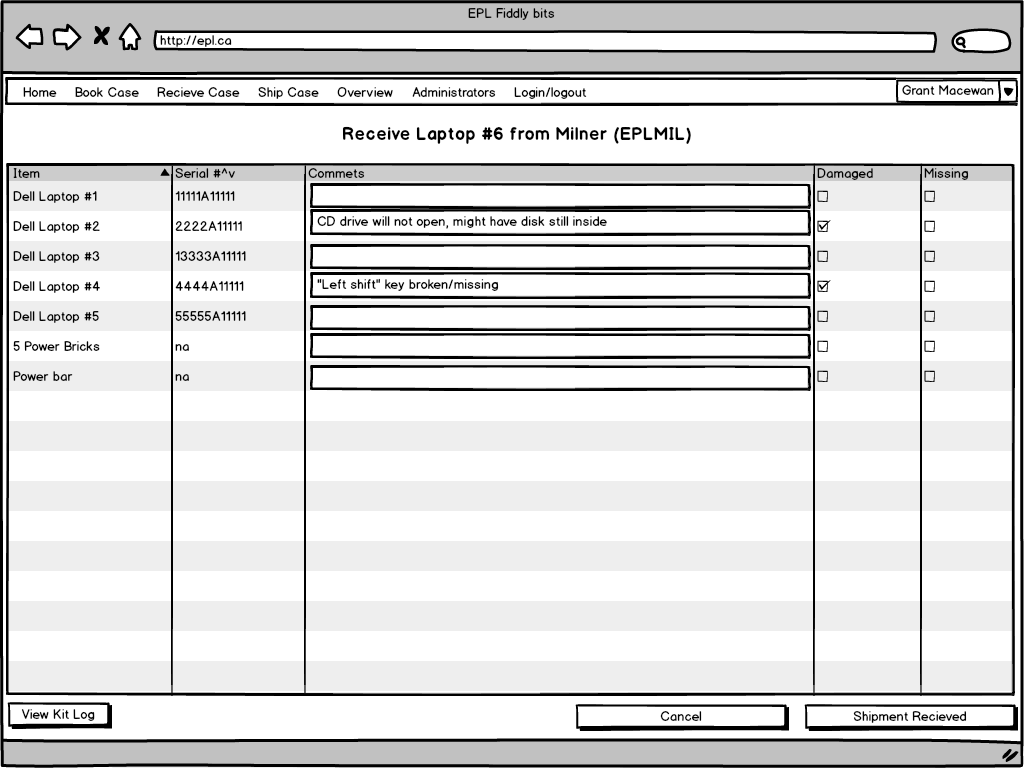 EPL Fiddly bits
http://epl.ca
Home Book Case Recieve Case Ship Case Overview Administrators Login/logout Grant Macewan
Receive Laptop #6 from Milner (EPLMIL)
Item Serial #^v Commets Damaged Missing
Dell Laptop #1 11111A11111
Dell Laptop #2 2222A11111 CD drive will not open, might have disk still inside
Dell Laptop #3 13333A11111
Dell Laptop #4 4444A11111 "Left shift" key broken/missing
Dell Laptop #5 55555A11111
5 Power Bricks na
Power bar na
View Kit Log Cancel Shipment Recieved